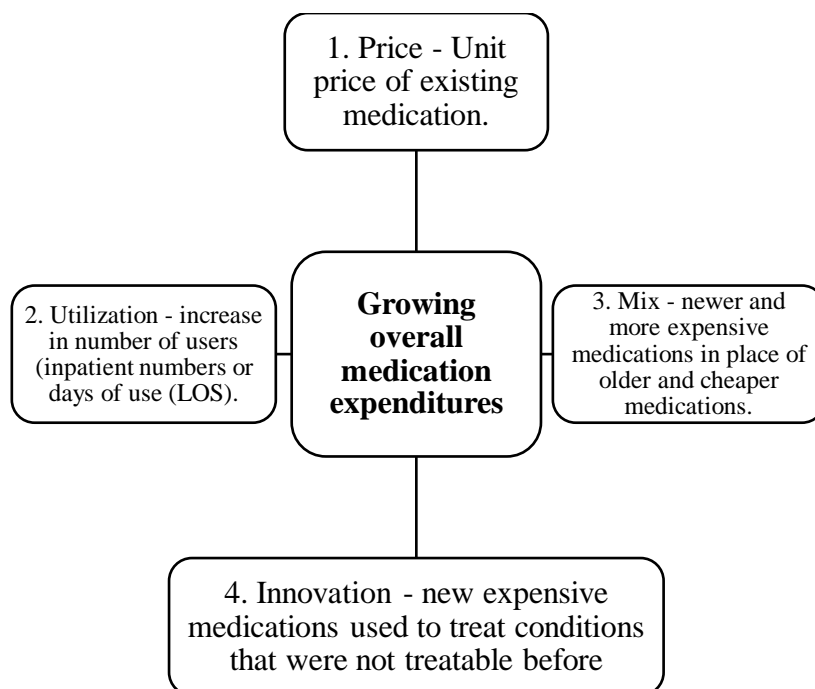 1. Price - Unit
price of existing
medication.
2. Utilization - increase
in number of users
(inpatient numbers or
days of use (LOS).
Growing
overall
medication
expenditures
3. Mix - newer and
more expensive
medications in place of
older and cheaper
medications.
4. Innovation - new expensive
medications used to treat conditions
that were not treatable before